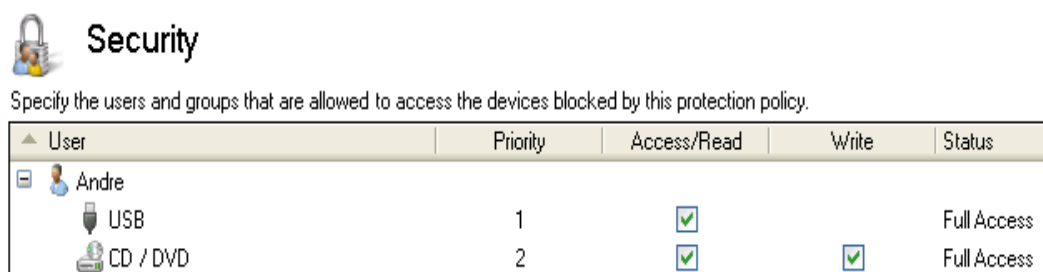 Security
Specify the users and groups that are allowed to access the devices blocked by this protection policy.
User Priority Access/Read Write Status
Andre
USB 1 Full Access
CD / DVD 2 Full Access